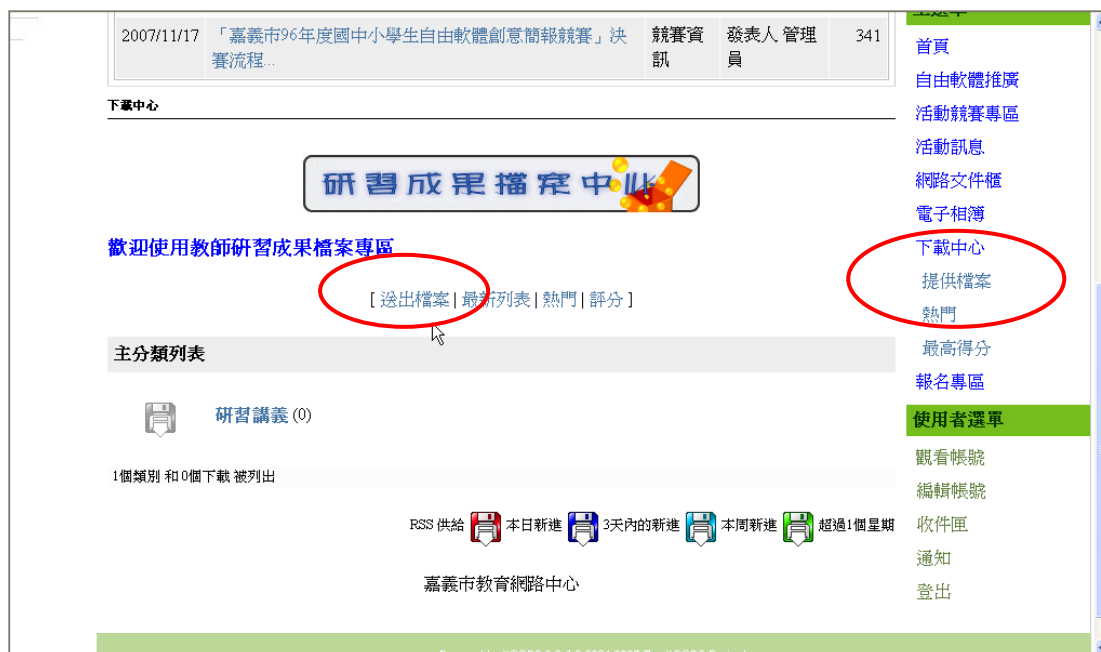 2007/11/17 「嘉義市96年度國中小學生自由軟體創意簡報競賽」決 競賽資 發表人 管理 341
賽流程... 訊 員
下載中心
研習成果檔案中心
歡迎使用教師研習成果檔案專區
[ 送出檔案 | 最新列表 | 熱門 | 評分 ]
主分類列表
研習講義 (0)
1個類別 和 0個下載 被列出
RSS 供給 本日新進 3天內的新進 本周新進 超過1個星期
嘉義市教育網路中心
主選單
首頁
自由軟體推廣
活動競賽專區
活動訊息
網路文件櫃
電子相簿
下載中心
提供檔案
熱門
最高得分
報名專區
使用者選單
觀看帳號
編輯帳號
收件匣
通知
登出